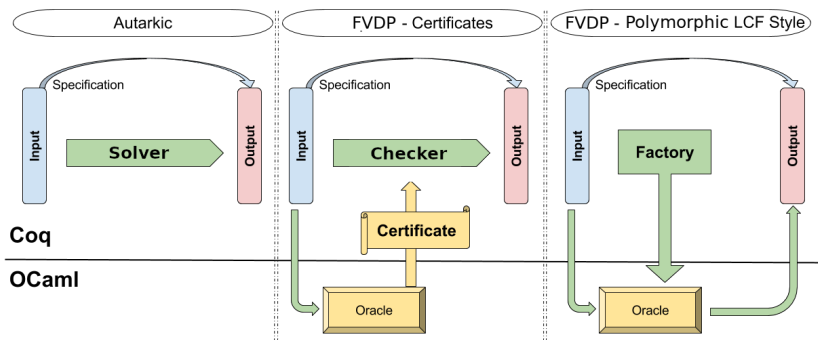 Autarkic
FVDP - Certificates
FVDP - Polymorphic LCF Style
Specification
Specification
Specification
Input
Solver
Output
Input
Checker
Output
Input
Factory
Output
Certificate
Coq
OCaml
Oracle
Oracle